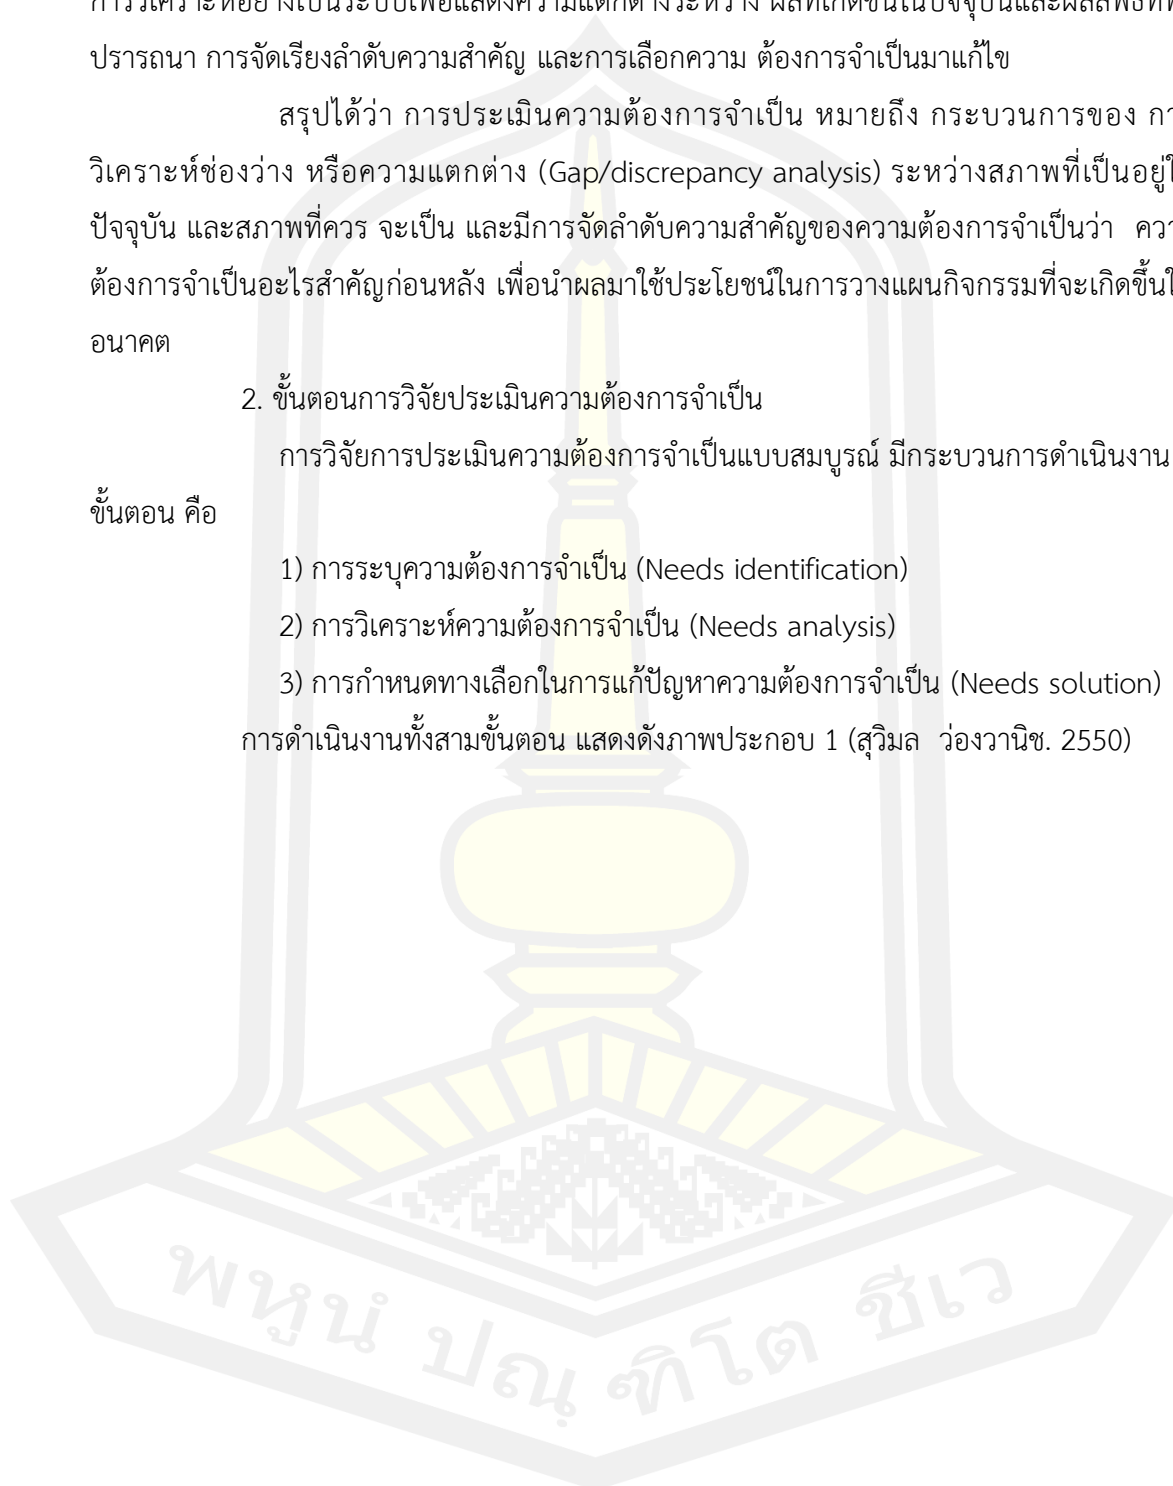 การวิเคราะห์อย่างเป็นระบบเพื่อแสดงความแตกต่างระหว่าง ผลที่เกิดขึ้นในปัจจุบันและผลลัพธ์ที่
ปรารถนา การจัดเรียงลำดับความสำคัญ และการเลือกความ ต้องการจำเป็นมาแก้ไข
สรุปได้ว่า การประเมินความต้องการจำเป็น หมายถึง กระบวนการของ กา
วิเคราะห์ช่องว่าง หรือความแตกต่าง (Gap/discrepancy analysis) ระหว่างสภาพที่เป็นอยู่ใ
ปัจจุบัน และสภาพที่ควร จะเป็น และมีการจัดลำดับความสำคัญของความต้องการจำเป็นว่า ควา
ต้องการจำเป็นอะไรสำคัญก่อนหลัง เพื่อนำผลมาใช้ประโยชน์ในการวางแผนกิจกรรมที่จะเกิดขึ้นใ
อนาคต
2. ขั้นตอนการวิจัยประเมินความต้องการจำเป็น
การวิจัยการประเมินความต้องการจำเป็นแบบสมบูรณ์ มีกระบวนการดำเนินงาน
ขั้นตอน คือ
1) การระบุความต้องการจำเป็น (Needs identification)
2) การวิเคราะห์ความต้องการจำเป็น (Needs analysis)
3) การกำหนดทางเลือกในการแก้ปัญหาความต้องการจำเป็น (Needs solution)
การดำเนินงานทั้งสามขั้นตอน แสดงดังภาพประกอบ 1 (สุวิมล ว่องวานิช. 2550)
พหูนํ ปณฺฑิโต ชีเว